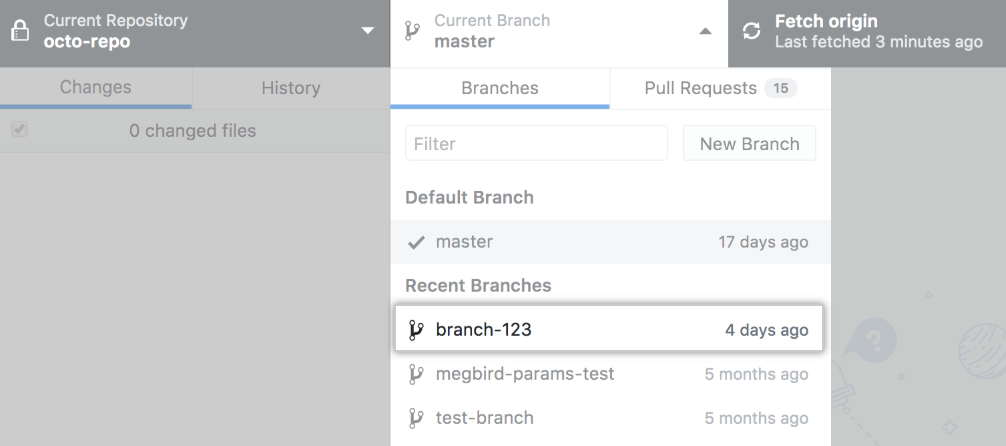 Current Repository
octo-repo
Current Branch
master
Fetch origin
Last fetched 3 minutes ago
Changes
History
Branches
Pull Requests 15
0 changed files
Filter
New Branch
Default Branch
master 17 days ago
Recent Branches
branch-123 4 days ago
megbird-params-test 5 months ago
test-branch 5 months ago
?